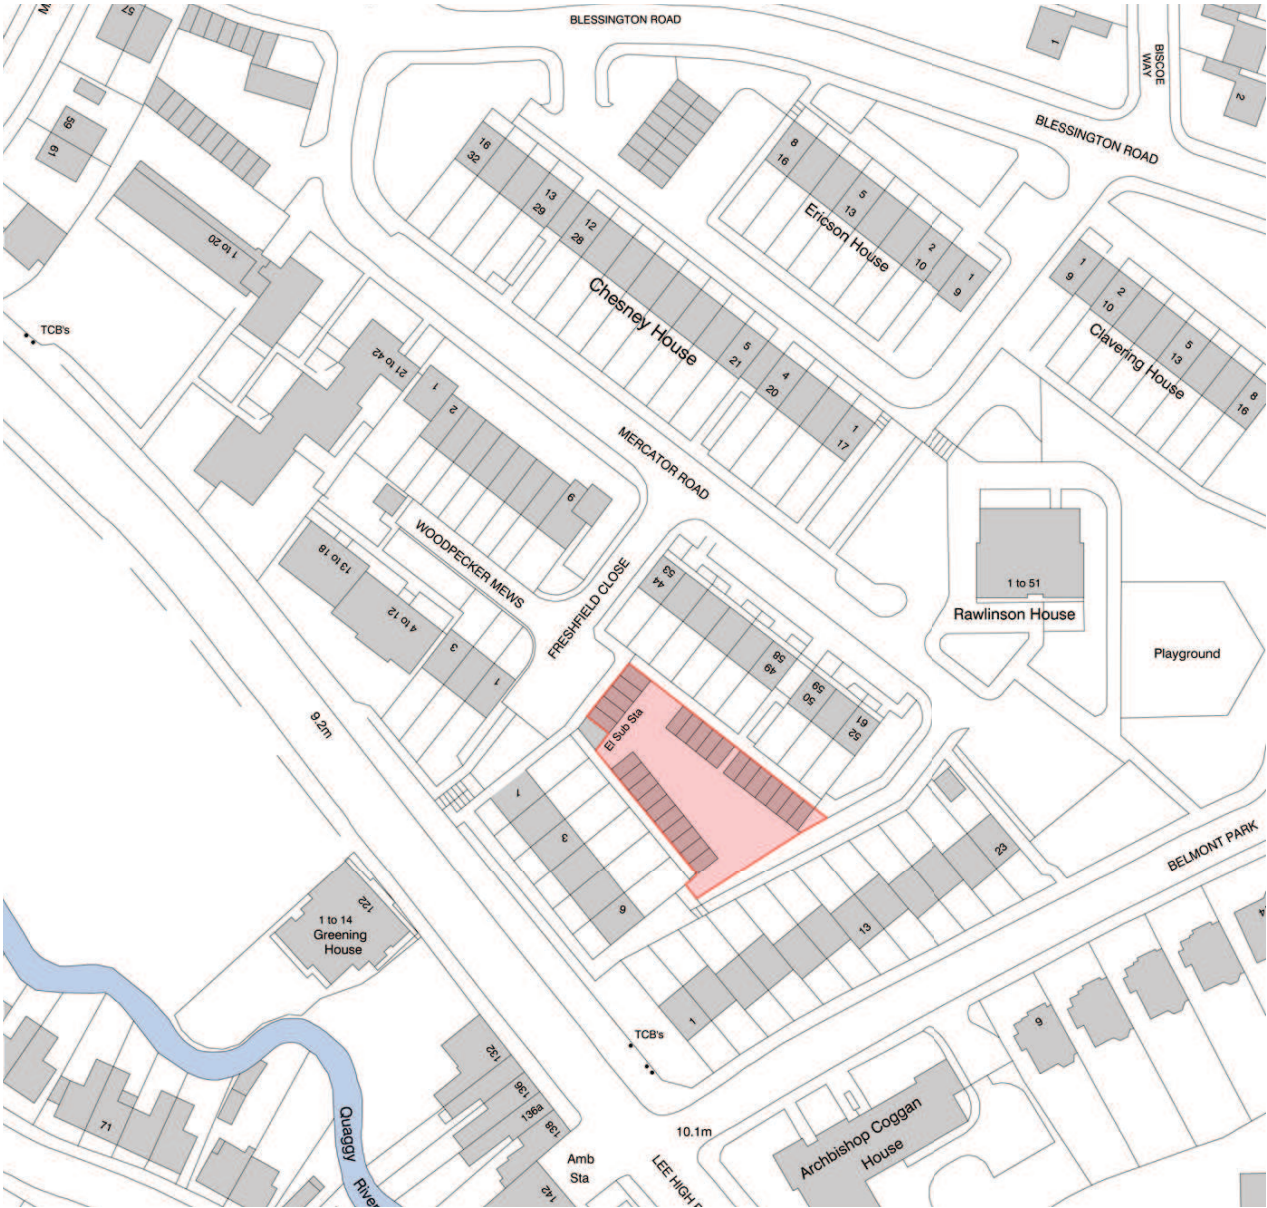 BLESSINGTON ROAD
57
1
BISCOE
WAY
2
BLESSINGTON ROAD
59
61
16
32
13
29
12
28
8
16
5
13
Ericson House
2
10
1
9
1
9
2
10
5
13
Clavering House
8
16
1 to 20
Chesney House
5
21
4
20
1
17
TCB's
21 to 42
1
2
9
MERCATOR ROAD
WOODPECKER MEWS
13 to 18
4 to 12
3
1
FRESHFIELD CLOSE
53
44
58
49
59
50
61
52
1 to 51
Rawlinson House
Playground
9.2m
El Sub Sta
1
3
6
23
13
1
BELMONT PARK
122
1 to 14
Greening
House
TCB's
9
132
136
136a
138
142
71
Quaggy
River
10.1m
Amb
Sta
LEE HIGH
Archbishop Coggan
House